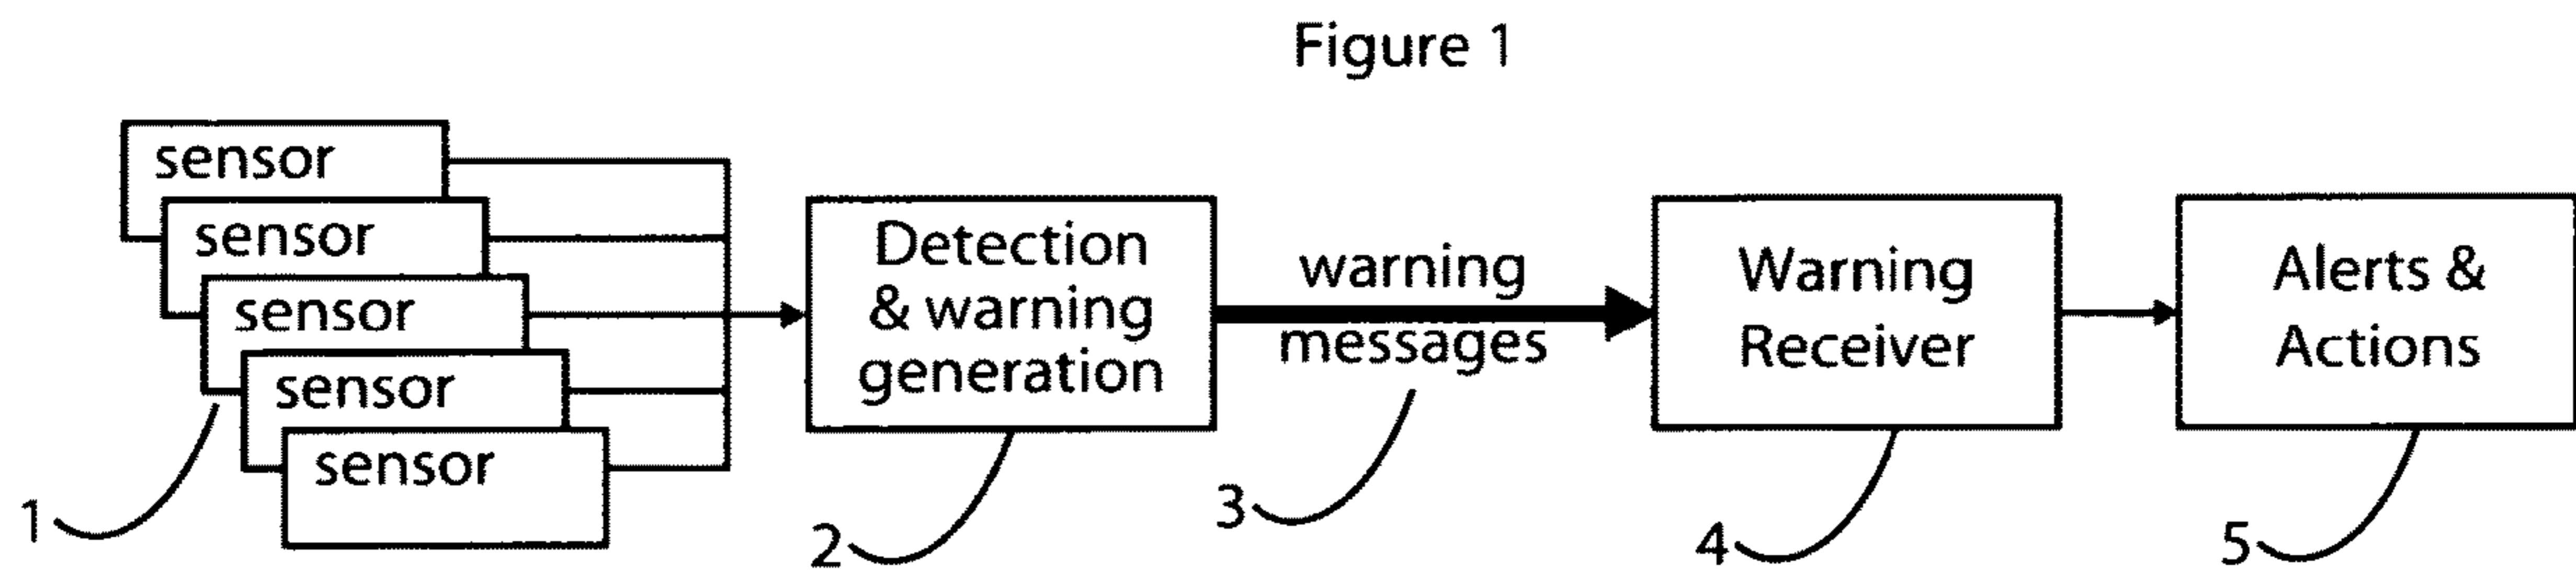 Figure 1
sensor
sensor
sensor
sensor
sensor
Detection
& warning
generation
warning
messages
Warning
Receiver
Alerts &
Actions
1
2
3
4
5